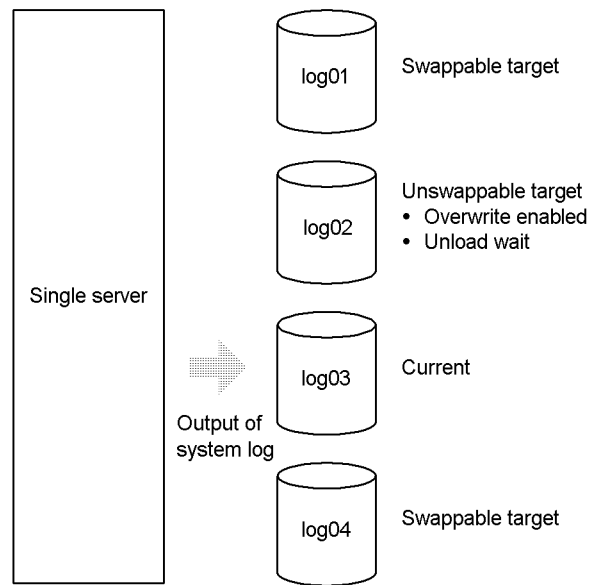 log01
Swappable target
log02
Unswappable target
• Overwrite enabled
• Unload wait
Single server
log03
Current
Output of
system log
log04
Swappable target